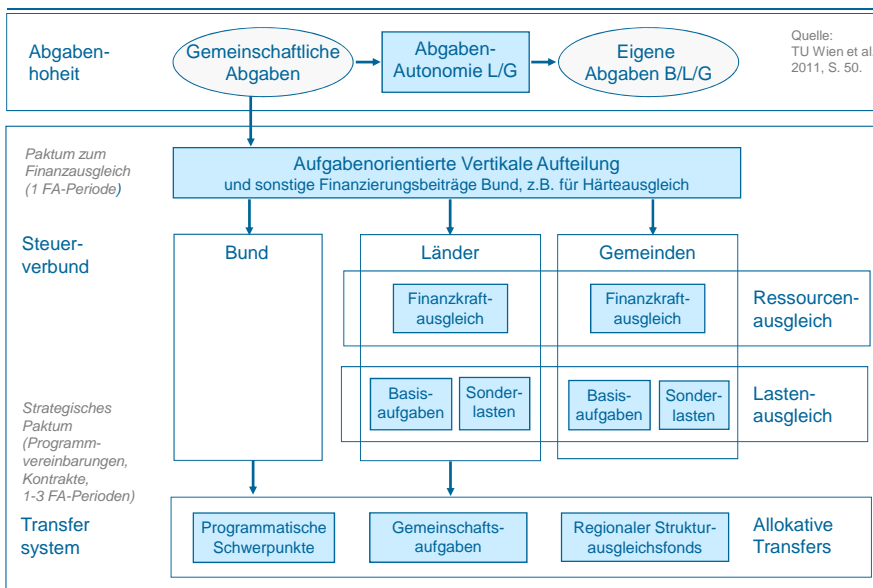 Abgaben-
hoheit
Gemeinschaftliche
Abgaben
Abgaben-
Autonomie L/G
Eigene
Abgaben B/L/G
Quelle:
TU Wien et al.
2011, S. 50.
Paktum zum
Finanzausgleich
(1 FA-Periode)
Aufgabenorientierte Vertikale Aufteilung
und sonstige Finanzierungsbeiträge Bund, z.B. für Härteausgleich
Steuer-
verbund
Bund
Länder
Gemeinden
Finanzkraft-
ausgleich
Finanzkraft-
ausgleich
Ressourcen-
ausgleich
Basis-
aufgaben
Sonder-
lasten
Basis-
aufgaben
Sonder-
lasten
Lasten-
ausgleich
Strategisches
Paktum
(Programm-
vereinbarungen,
Kontrakte,
1-3 FA-Perioden)
Transfer
system
Programmatische
Schwerpunkte
Gemeinschafts-
aufgaben
Regionaler Struktur-
ausgleichsfonds
Allokative
Transfers